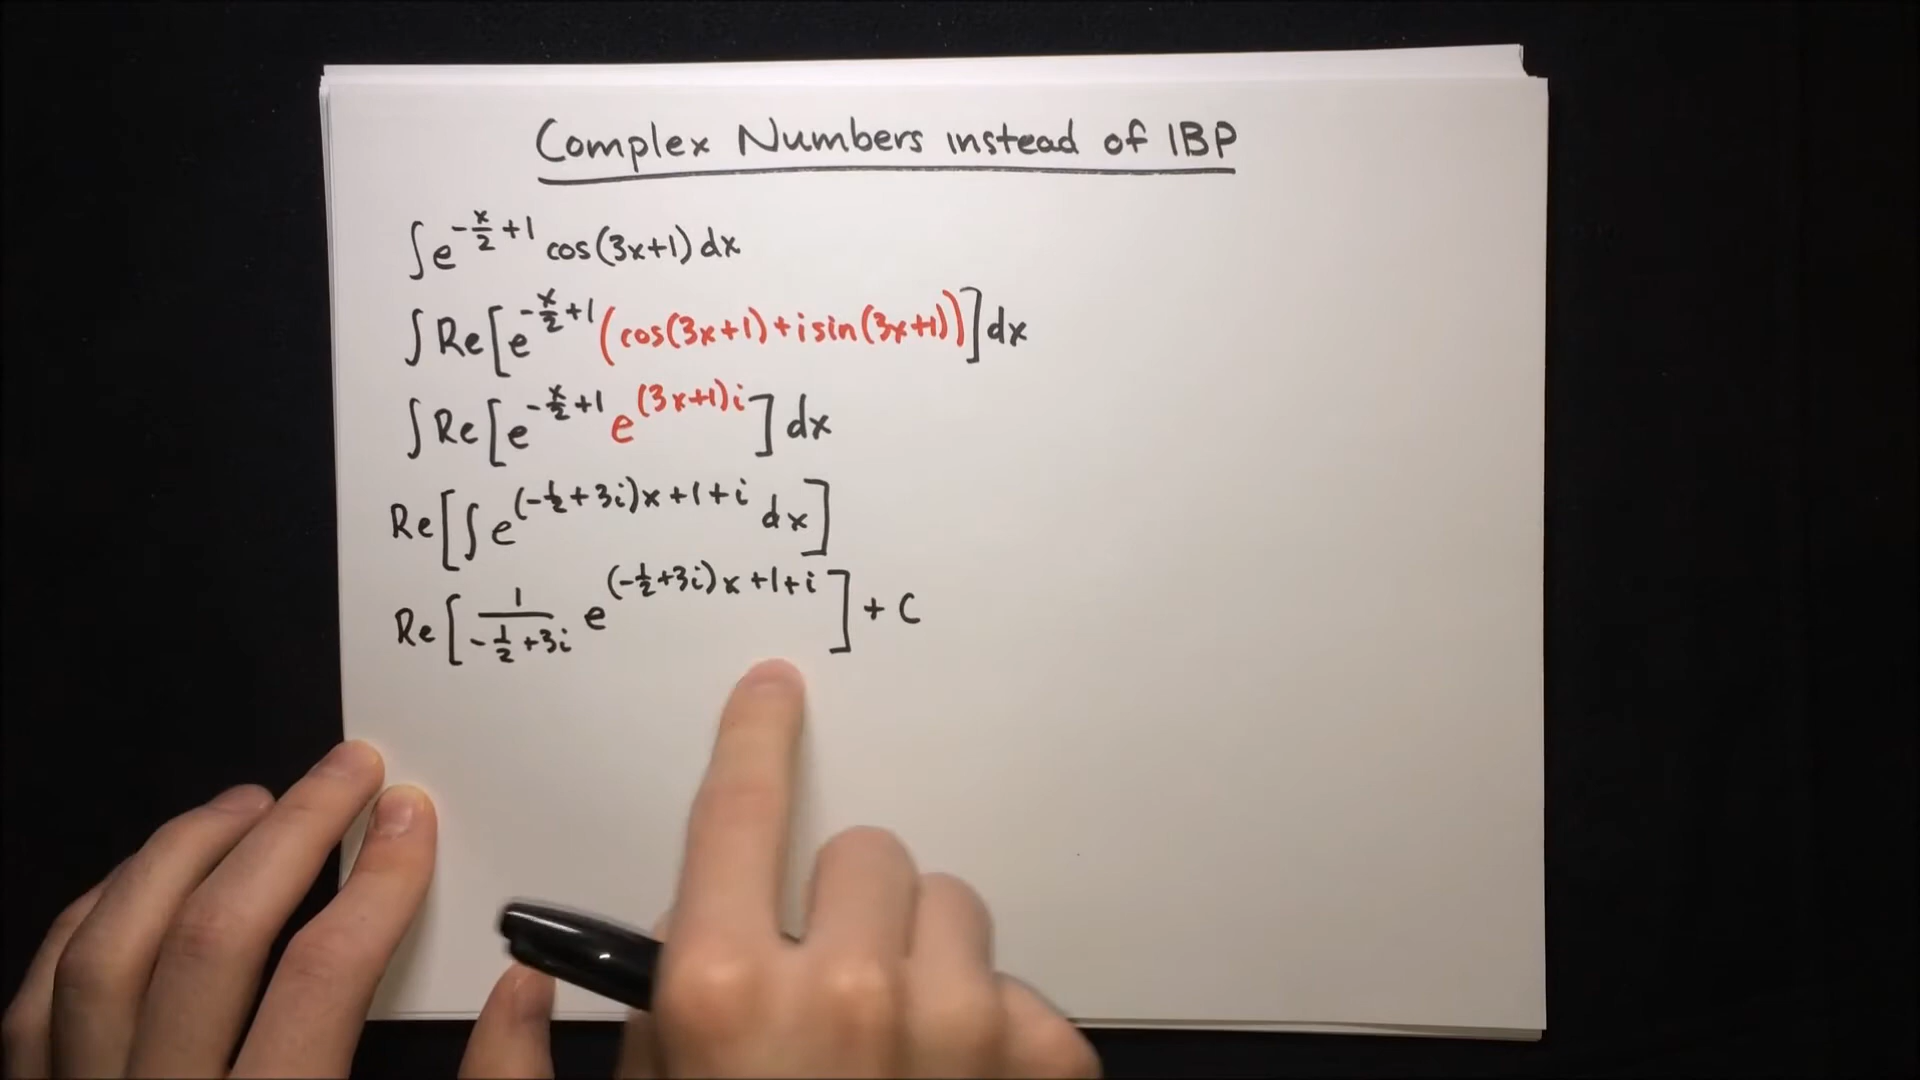 Complex Numbers instead of IBP
∫e^{-x/2+1} cos(3x+1)dx
∫Re[e^{-x/2+1}(cos(3x+1)+isin(3x+1))]dx
∫Re[e^{-x/2+1}e^{(3x+1)i}]dx
Re[∫e^{(-1/2+3i)x+1+i}dx]
Re[1/(-1/2+3i) e^{(-1/2+3i)x+1+i}]+C